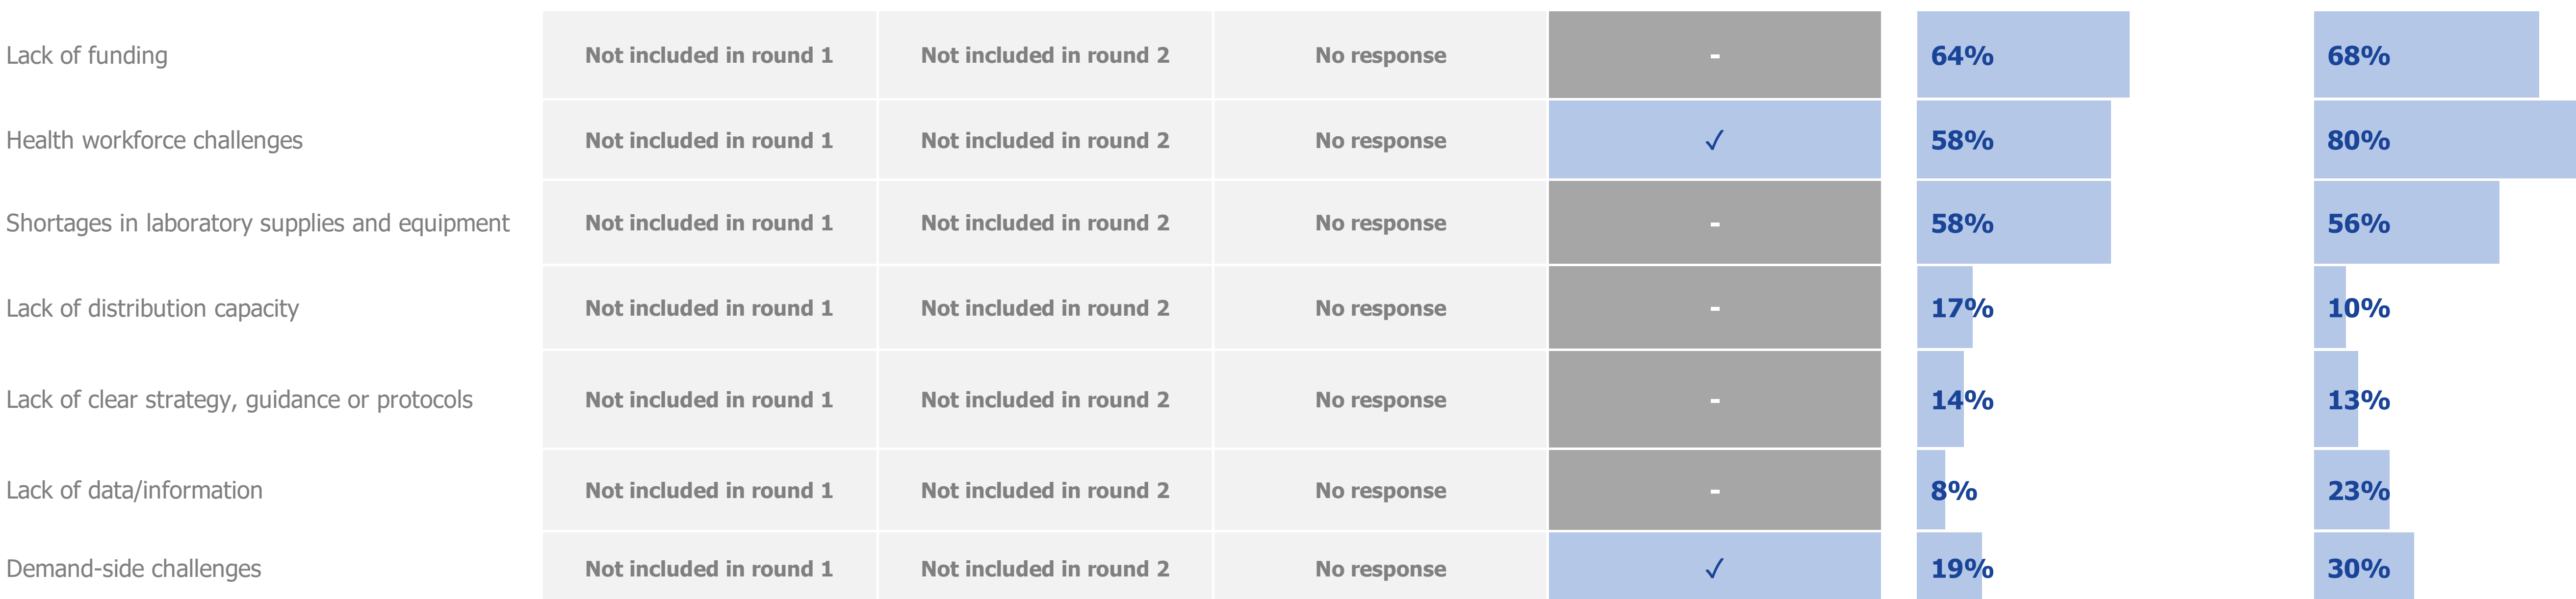 Lack of funding Not included in round 1 Not included in round 2 No response - 64% 68%
Health workforce challenges Not included in round 1 Not included in round 2 No response ✓ 58% 80%
Shortages in laboratory supplies and equipment Not included in round 1 Not included in round 2 No response - 58% 56%
Lack of distribution capacity Not included in round 1 Not included in round 2 No response - 17% 10%
Lack of clear strategy, guidance or protocols Not included in round 1 Not included in round 2 No response - 14% 13%
Lack of data/information Not included in round 1 Not included in round 2 No response - 8% 23%
Demand-side challenges Not included in round 1 Not included in round 2 No response ✓ 19% 30%